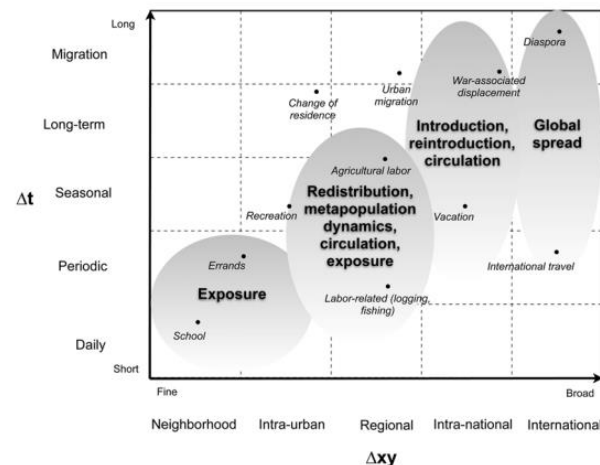 Long
Diaspora
Migration
Urban
migration
War-associated
displacement
Change of
residence
Long-term
Introduction,
reintroduction,
circulation
Global
spread
Agricultural labor
Δt
Seasonal
Redistribution,
metapopulation
dynamics,
circulation,
exposure
Recreation
Vacation
Periodic
Errands
International travel
Exposure
Labor-related (logging,
fishing)
School
Daily
Short
Fine
Broad
Neighborhood
Intra-urban
Regional
Intra-national
International
Δxy